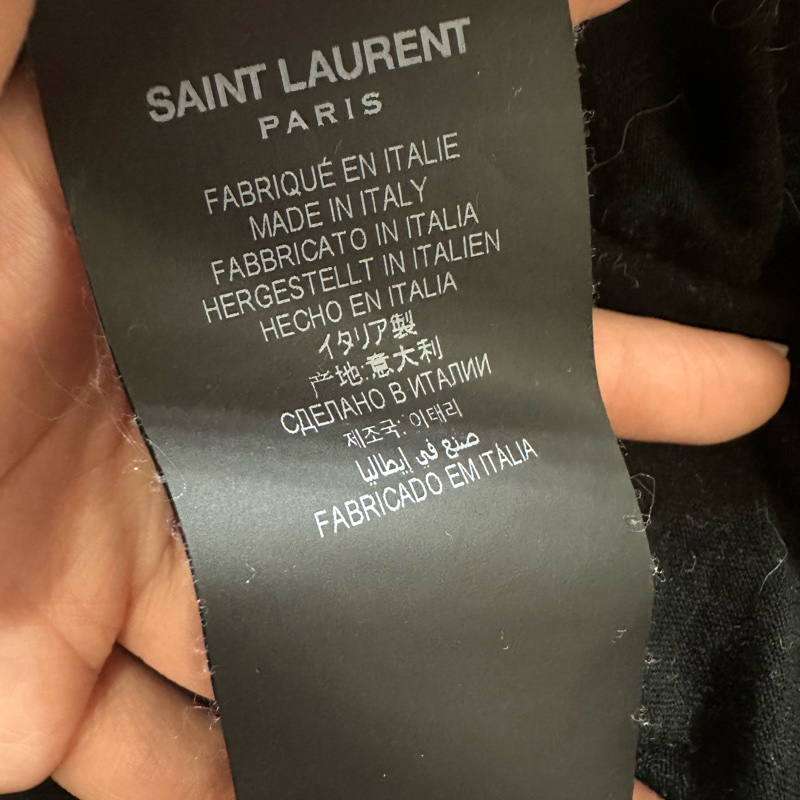 SAINT LAURENT
PARIS
FABRIQUÉ EN ITALIE
MADE IN ITALY
FABBRICATO IN ITALIA
HERGESTELLT IN ITALIEN
HECHO EN ITALIA
イタリア製
产地:意大利
СДЕЛАНО В ИТАЛИИ
제조국: 이태리
صنع في إيطاليا
FABRICADO EM ITÁLIA